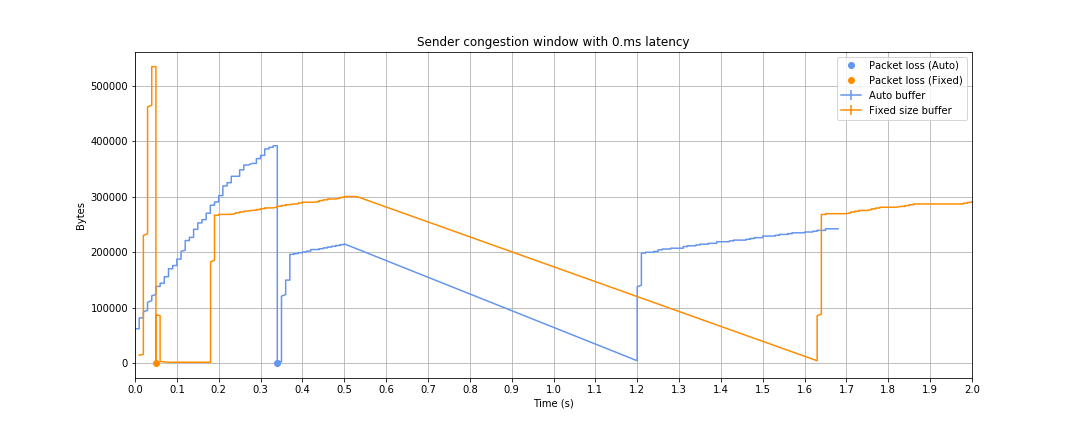 Sender congestion window with 0.ms latency
Packet loss (Auto)
Packet loss (Fixed)
Auto buffer
Fixed size buffer
Bytes
500000
400000
300000
200000
100000
0
0.0 0.1 0.2 0.3 0.4 0.5 0.6 0.7 0.8 0.9 1.0 1.1 1.2 1.3 1.4 1.5 1.6 1.7 1.8 1.9 2.0
Time (s)